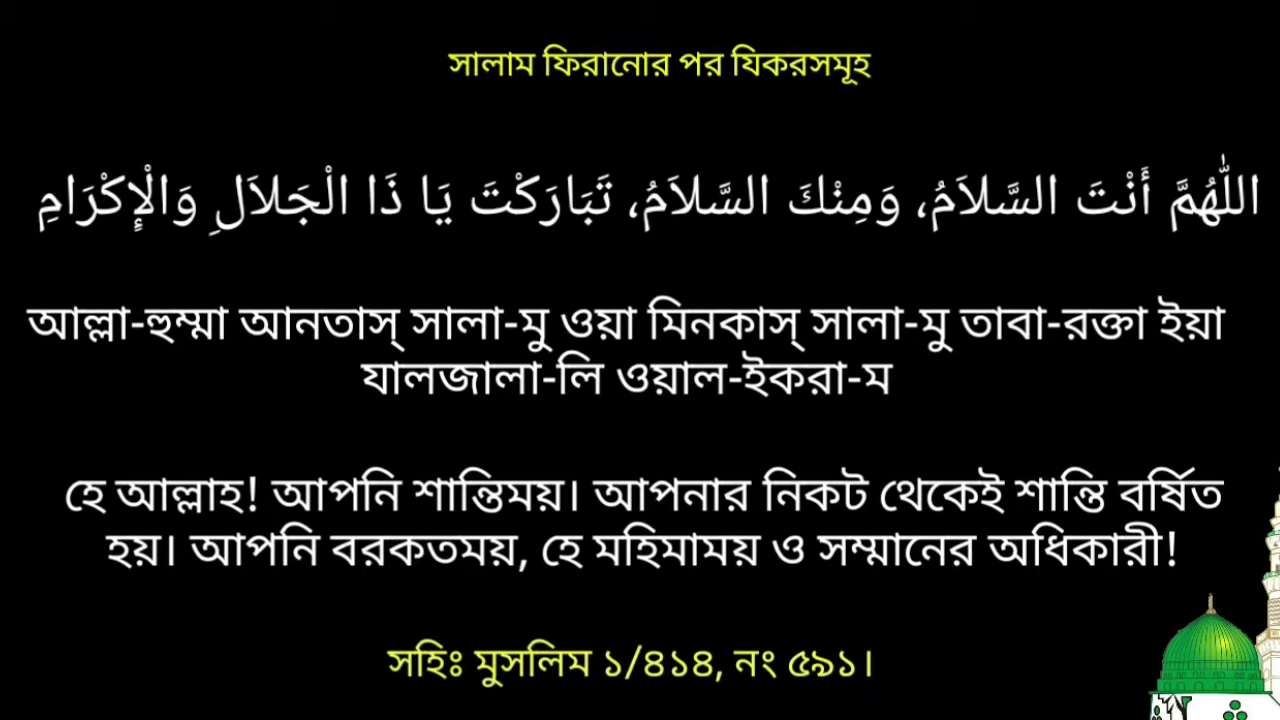 সালাম ফিরানোর পর যিকরসমূহ
اللّٰهُمَّ أَنْتَ السَّلاَمُ، وَمِنْكَ السَّلاَمُ، تَبَارَكْتَ يَا ذَا الْجَلاَلِ وَالْإِكْرَامِ
আল্লা-হুম্মা আনতাস্ সালা-মু ওয়া মিনকাস্ সালা-মু তাবা-রক্তা ইয়া
যালজালা-লি ওয়াল-ইকরা-ম
হে আল্লাহ! আপনি শান্তিময়। আপনার নিকট থেকেই শান্তি বর্ষিত
হয়। আপনি বরকতময়, হে মহিমাময় ও সম্মানের অধিকারী!
সহিঃ মুসলিম ১/৪১৪, নং ৫৯১।